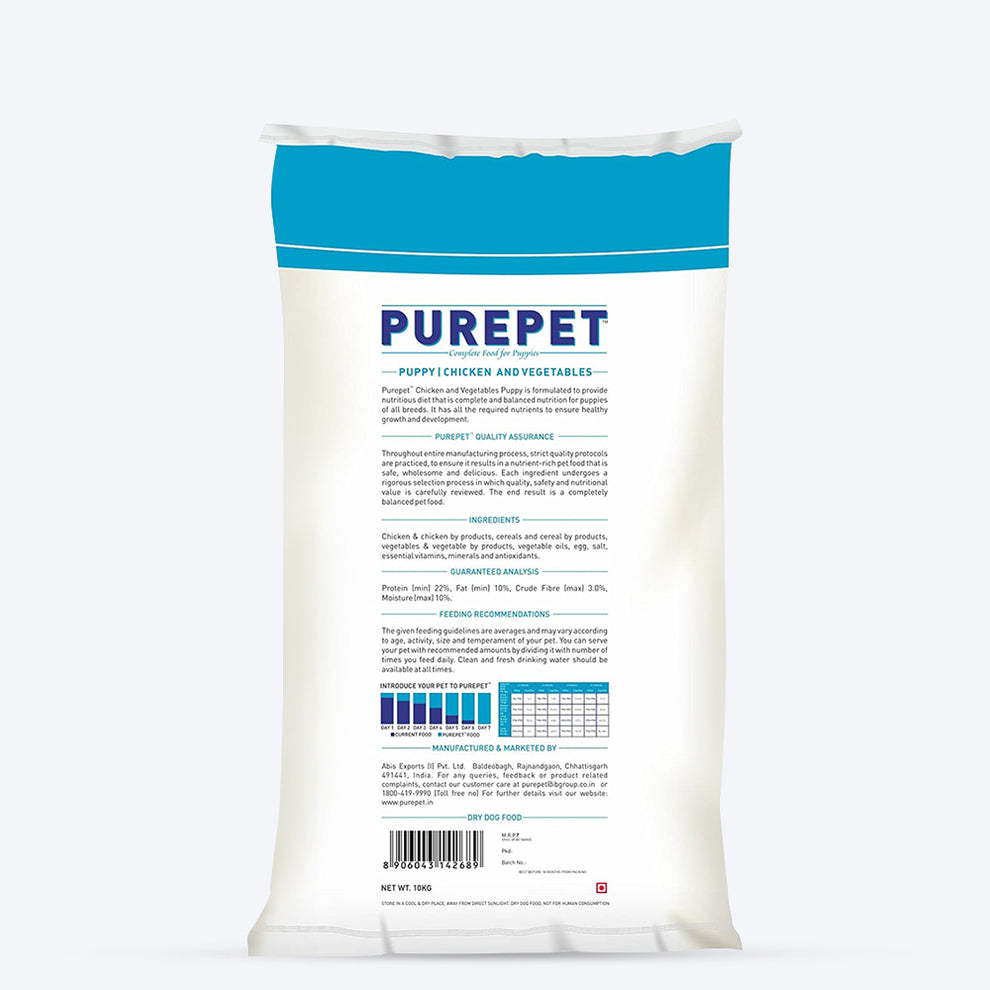 PUREPET™
Complete Food for Puppies
PUPPY | CHICKEN AND VEGETABLES
Purepet™ Chicken and Vegetables Puppy is formulated to provide
nutritious diet that is complete and balanced nutrition for puppies
of all breeds. It has all the required nutrients to ensure healthy
growth and development.
PUREPET™ QUALITY ASSURANCE
Throughout entire manufacturing process, strict quality protocols
are practiced, to ensure it results in a nutrient-rich pet food that is
safe, wholesome and delicious. Each ingredient undergoes a
rigorous selection process in which quality, safety and nutritional
value is carefully reviewed. The end result is a completely
balanced pet food.
INGREDIENTS
Chicken & chicken by products, cereals and cereal by products,
vegetables & vegetable by products, vegetable oils, egg, salt,
essential vitamins, minerals and antioxidants.
GUARANTEED ANALYSIS
Protein (min) 22%, Fat (min) 10%, Crude Fibre (max) 3.0%,
Moisture (max) 10%.
FEEDING RECOMMENDATIONS
The given feeding guidelines are averages and may vary according
to age, activity, size and temperament of your pet. You can serve
your pet with recommended amounts by dividing it with number of
times you feed daily. Clean and fresh drinking water should be
available at all times.
INTRODUCE YOUR PET TO PUREPET™
DAY 1 DAY 2 DAY 3 DAY 4 DAY 5 DAY 6 DAY 7
CURRENT FOOD PUREPET™ FOOD
MANUFACTURED & MARKETED BY
Abis Exports (I) Pvt. Ltd. Baldeobagh, Rajnandgaon, Chhattisgarh
491441, India. For any queries, feedback or product related
complaints, contact our customer care at purepet@ibgroup.co.in or
1800-419-9990 (Toll free no) For further details visit our website:
www.purepet.in
DRY DOG FOOD
8 906043 142689
M.R.P.₹
Pkd:
Batch No.:
BEST BEFORE 18 MONTHS FROM PACKING
NET WT. 10KG
STORE IN A COOL & DRY PLACE, AWAY FROM DIRECT SUNLIGHT. DRY DOG FOOD, NOT FOR HUMAN CONSUMPTION